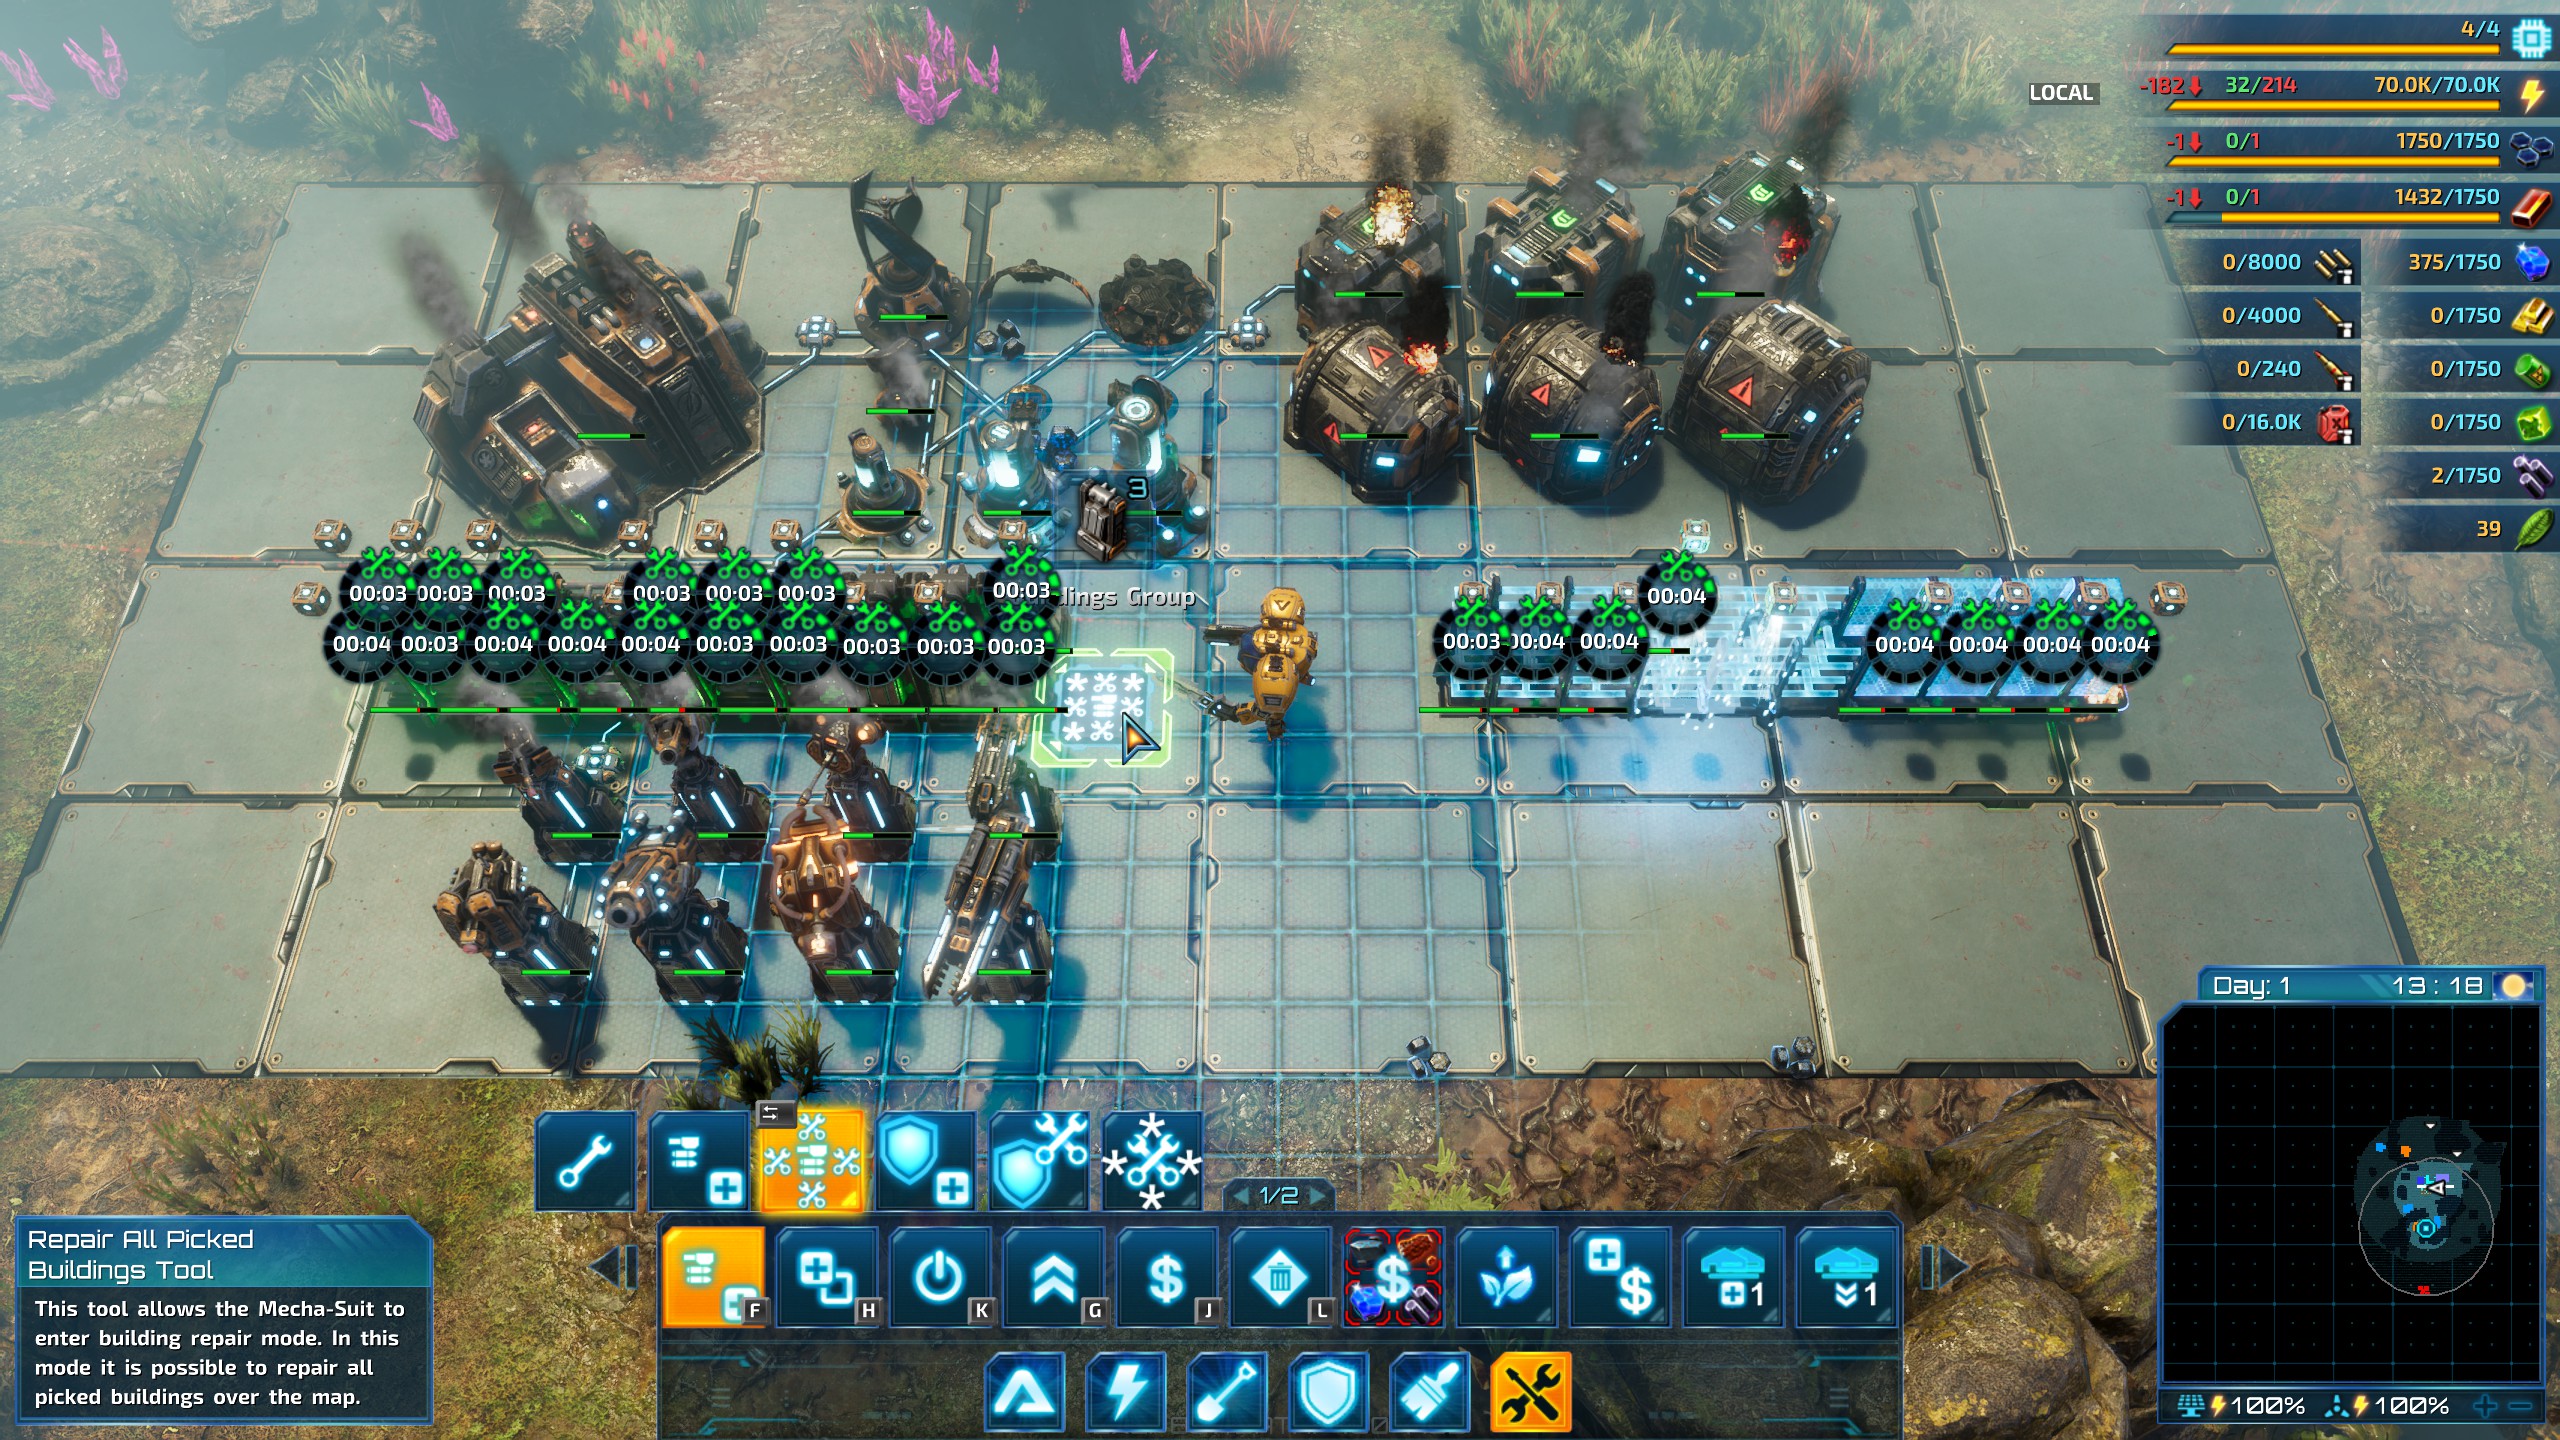 4/4
LOCAL
-182 32/214 70.0K/70.0K
-1 0/1 1750/1750
-1 0/1 1432/1750
0/8000 375/1750
0/4000 0/1750
0/240 0/1750
0/16.0K 0/1750
2/1750
39
3
00:03 00:03 00:03 00:03 00:03 00:03 00:03 00:04
Group
00:04 00:03 00:04 00:04 00:04 00:03 00:03 00:03 00:03 00:03 00:03 00:04 00:04 00:04 00:04 00:04 00:04
Day: 1 13:18
1/2
Repair All Picked
Buildings Tool
This tool allows the Mecha-Suit to
enter building repair mode. In this
mode it is possible to repair all
picked buildings over the map.
F H K G J L 1 1
100% 100%